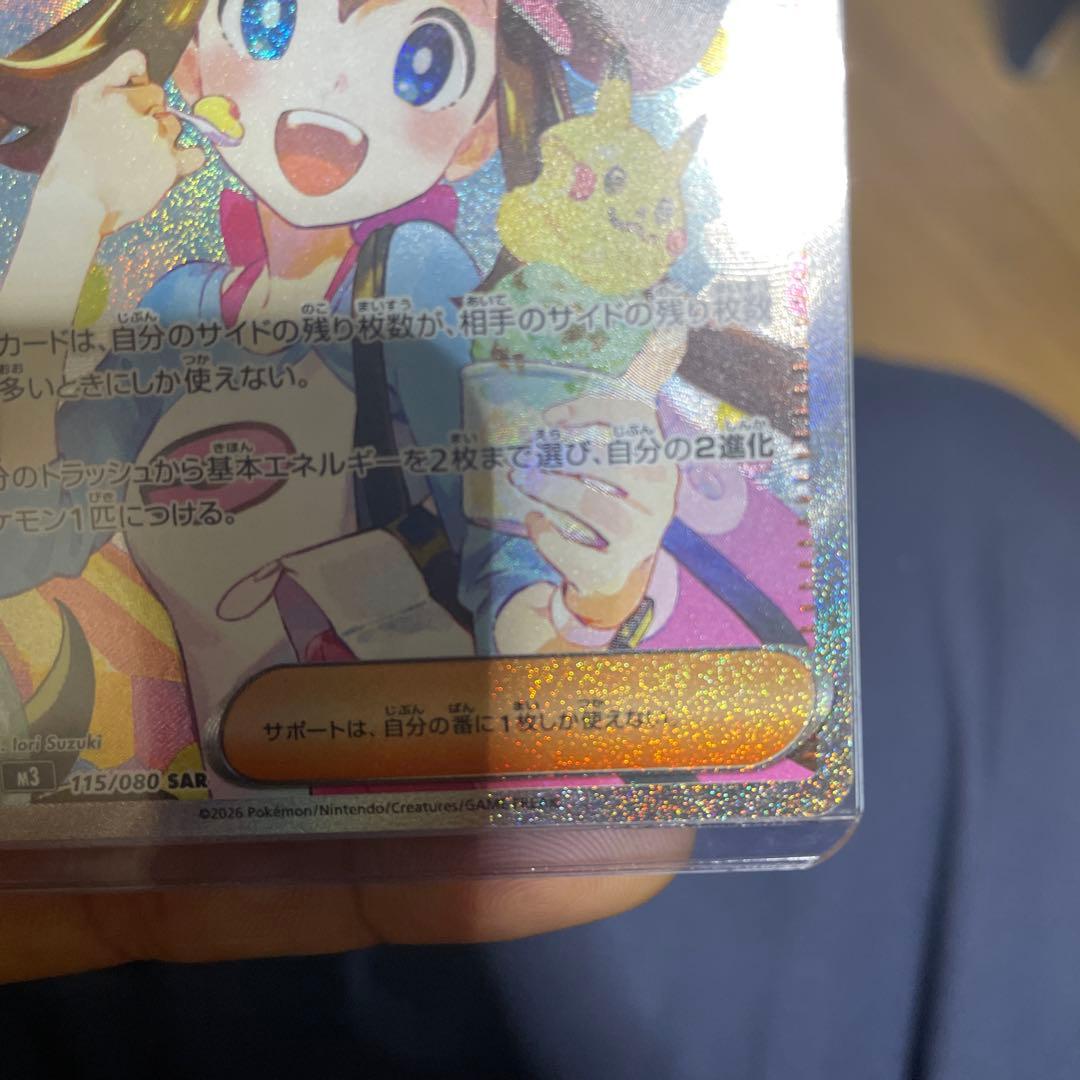 カードは、自分のサイドの残り枚数が、相手のサイドの残り枚数
多いときにしか使えない。
分のトラッシュから基本エネルギーを2枚まで選び、自分の2進化
ケモン1匹につける。
サポートは、自分の番に1枚しか使えない。
. Iori Suzuki
M3 115/080 SAR
©2026 Pokémon/Nintendo/Creatures/GAME FREAK.